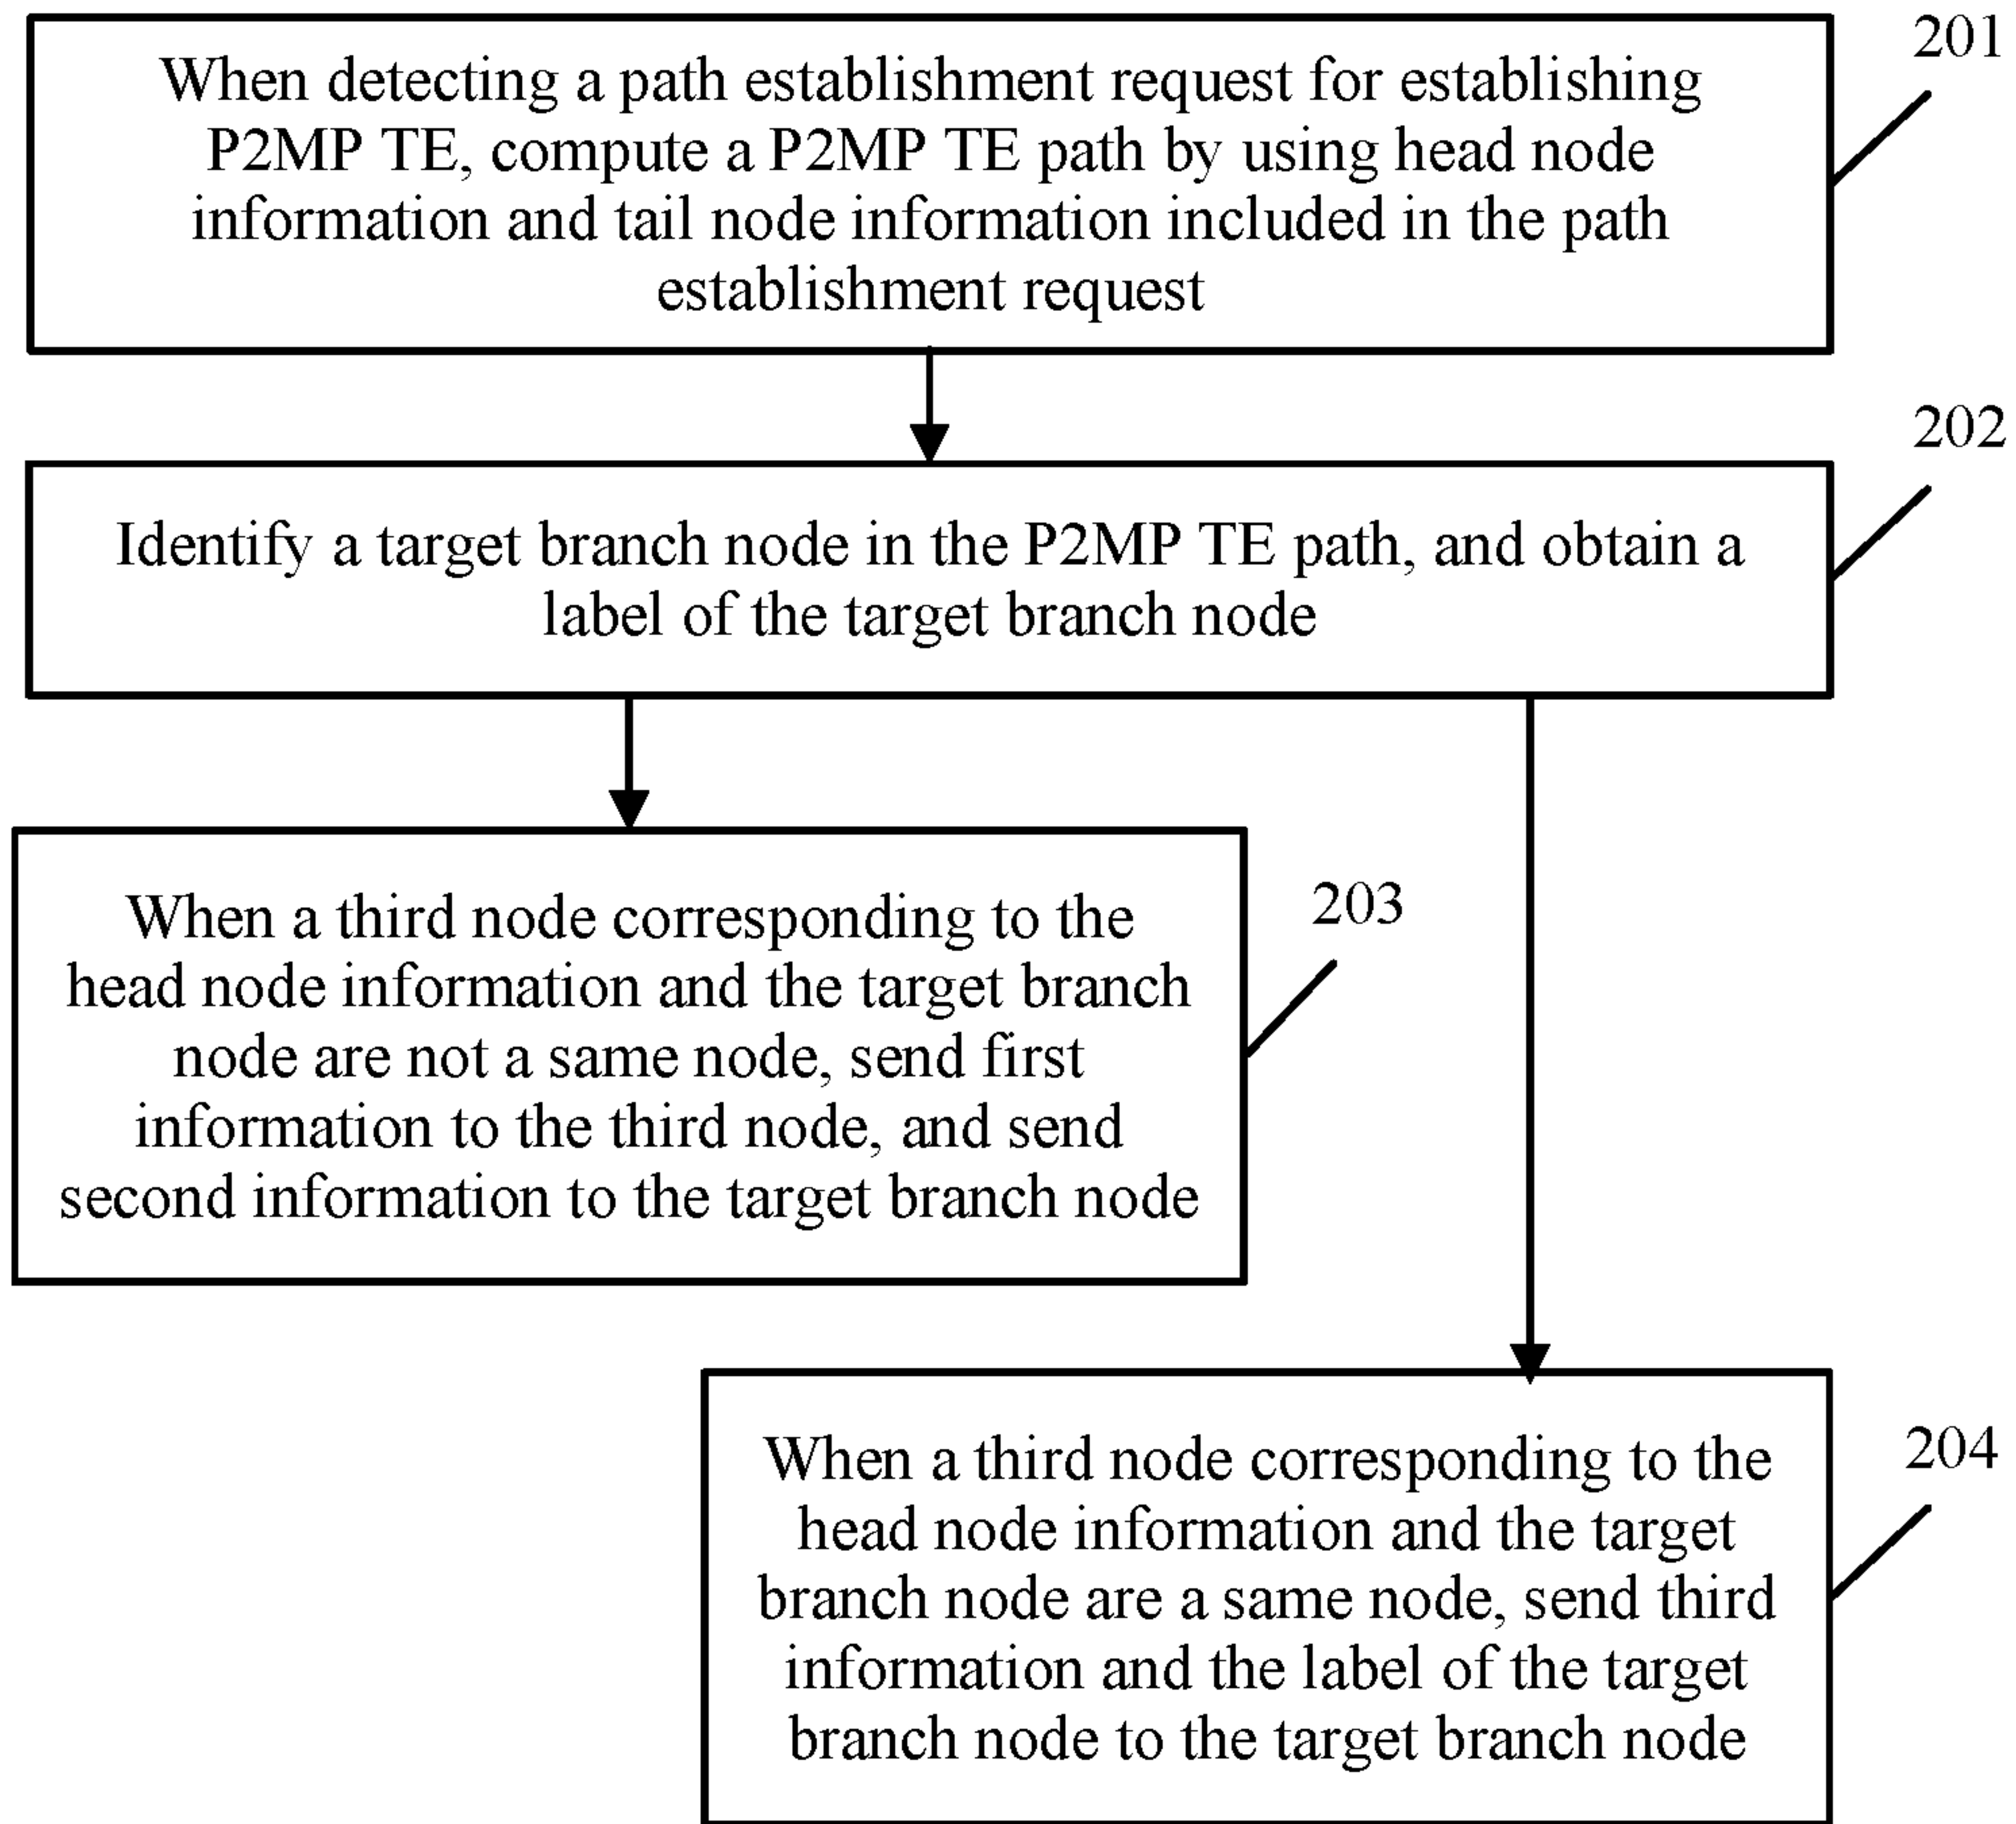 When detecting a path establishment request for establishing
P2MP TE, compute a P2MP TE path by using head node
information and tail node information included in the path
establishment request
201
Identify a target branch node in the P2MP TE path, and obtain a
label of the target branch node
202
When a third node corresponding to the
head node information and the target branch
node are not a same node, send first
information to the third node, and send
second information to the target branch node
203
When a third node corresponding to the
head node information and the target
branch node are a same node, send third
information and the label of the target
branch node to the target branch node
204